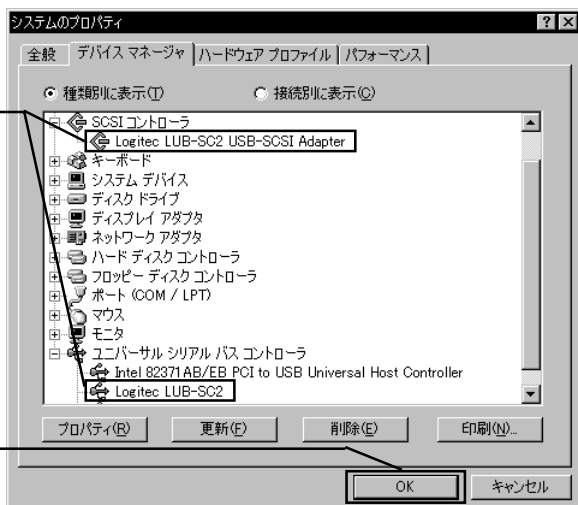 システムのプロパティ
全般 デバイス マネージャ ハードウェア プロファイル パフォーマンス
種類別に表示(T) 接続別に表示(C)
SCSI コントローラ
Logitec LUB-SC2 USB-SCSI Adapter
キーボード
システム デバイス
ディスク ドライブ
ディスプレイ アダプタ
ネットワーク アダプタ
ハード ディスク コントローラ
フロッピー ディスク コントローラ
ポート (COM / LPT)
マウス
モニタ
ユニバーサル シリアル バス コントローラ
Intel 82371AB/EB PCI to USB Universal Host Controller
Logitec LUB-SC2
プロパティ(R) 更新(F) 削除(E) 印刷(N)...
OK キャンセル